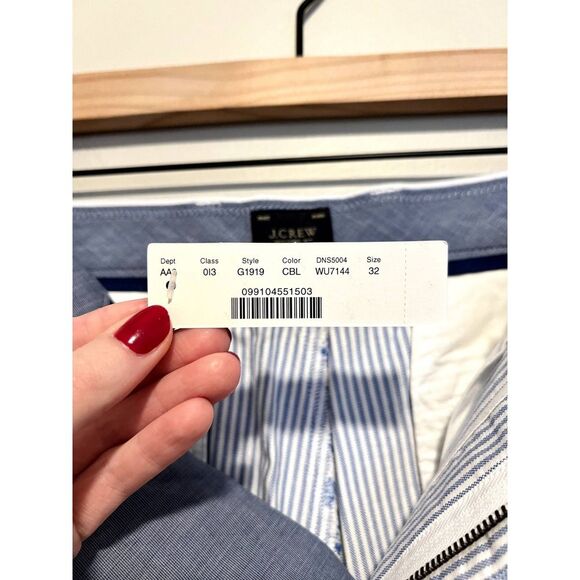 J.CREW
Dept Class Style Color DNS5004 Size
0I3 G1919 CBL WU7144 32
099104551503